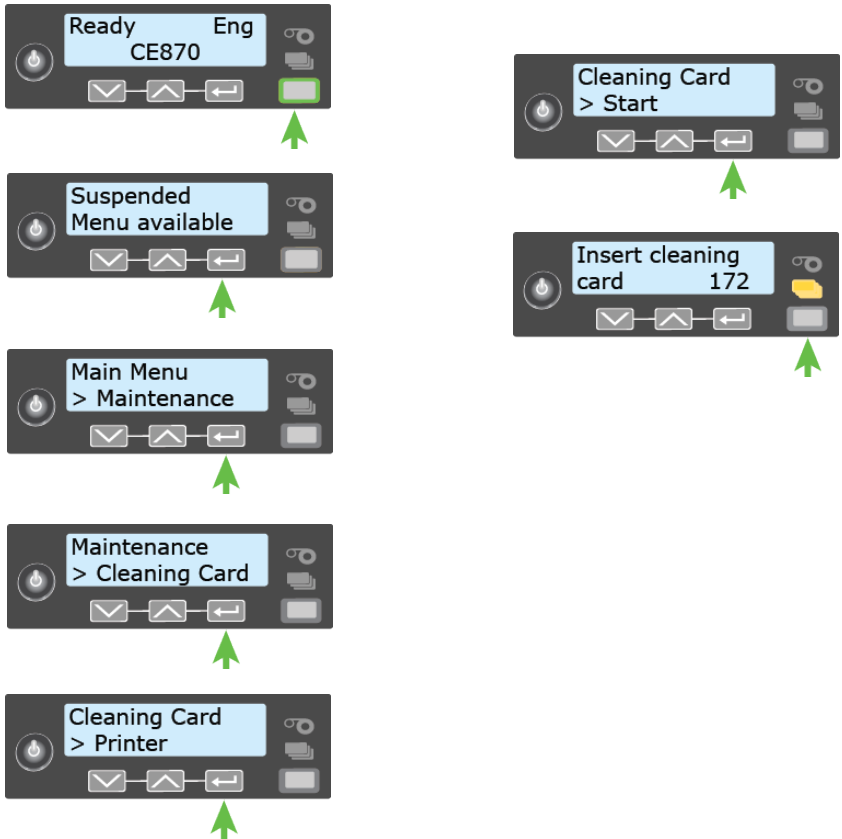 Ready Eng
CE870
Suspended
Menu available
Main Menu
> Maintenance
Maintenance
> Cleaning Card
Cleaning Card
> Printer
Cleaning Card
> Start
Insert cleaning
card 172